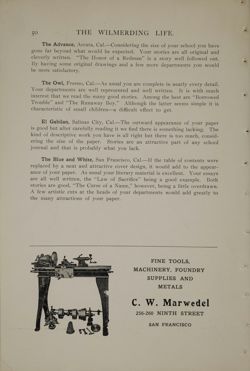 50 THE WILMERDING LIFE.
The Advance, Arcata, Cal.—Considering the size of your school you have
gone far beyond what would be expected. Your stories are all original and
cleverly written. "The Honor of a Redman" is a story well followed out.
By having some original drawings and a few more departments you would
be more satisfactory.
The Owl, Fresno, Cal.—As usual you are complete in nearly every detail.
Your departments are well represented and well written. It is with much
interest that we read the many good stories. Among the best are "Borrowed
Trouble" and "The Runaway Boy." Although the latter seems simple it is
characteristic of small children—a difficult effect to get.
El Gabilan, Salinas City, Cal.—The outward appearance of your paper
is good but after carefully reading it we find there is something lacking. The
kind of descriptive work you have is all right but there is too much, consid-
ering the size of the paper. Stories are an attractive part of any school
journal and that is probably what you lack.
The Blue and White, San Francisco, Cal.—If the table of contents were
replaced by a neat and attractive cover design, it would add to the appear-
ance of your paper. As usual your literary material is excellent. Your essays
are all well written, the "Law of Sacrifice" being a good example. Both
stories are good, "The Curse of a Name," however, being a little overdrawn.
A few artistic cuts at the heads of your departments would add greatly to
the many attractions of your paper.
FINE TOOLS,
MACHINERY, FOUNDRY
SUPPLIES AND
METALS
C. W. Marwedel
256-260 NINTH STREET
SAN FRANCISCO